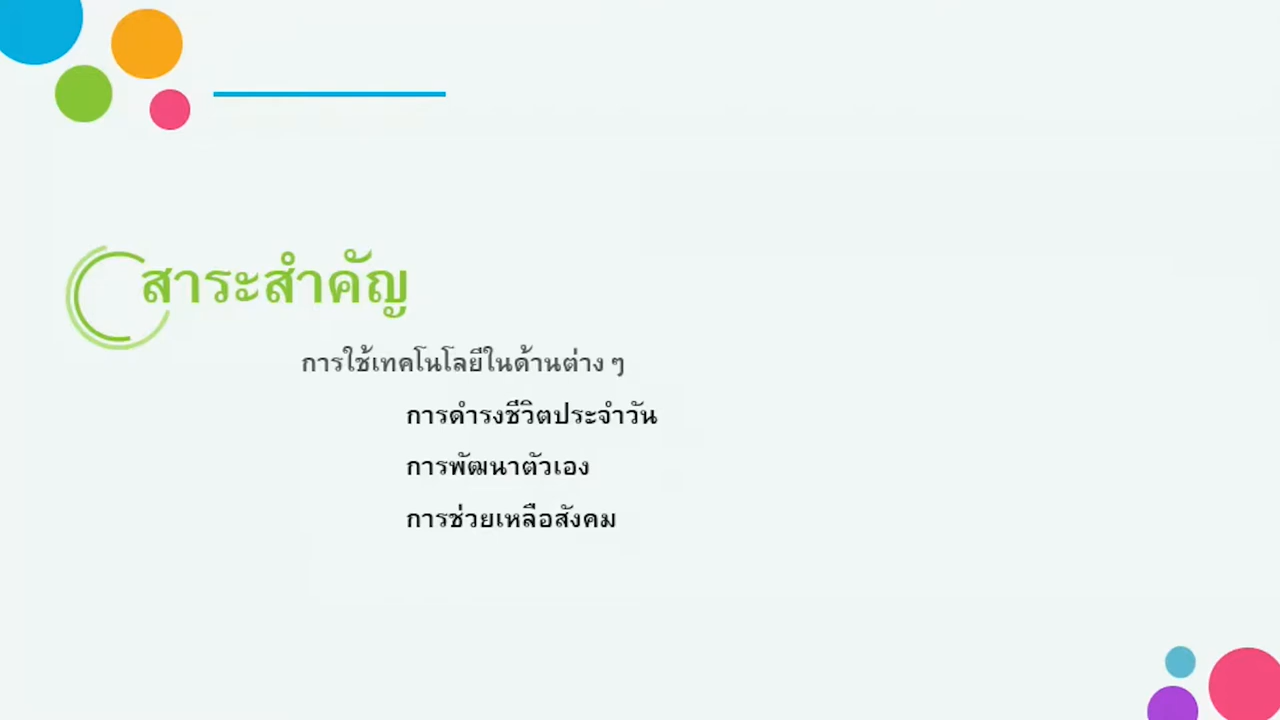 สาระสำคัญ
การใช้เทคโนโลยีในด้านต่าง ๆ
การดำรงชีวิตประจำวัน
การพัฒนาตัวเอง
การช่วยเหลือสังคม